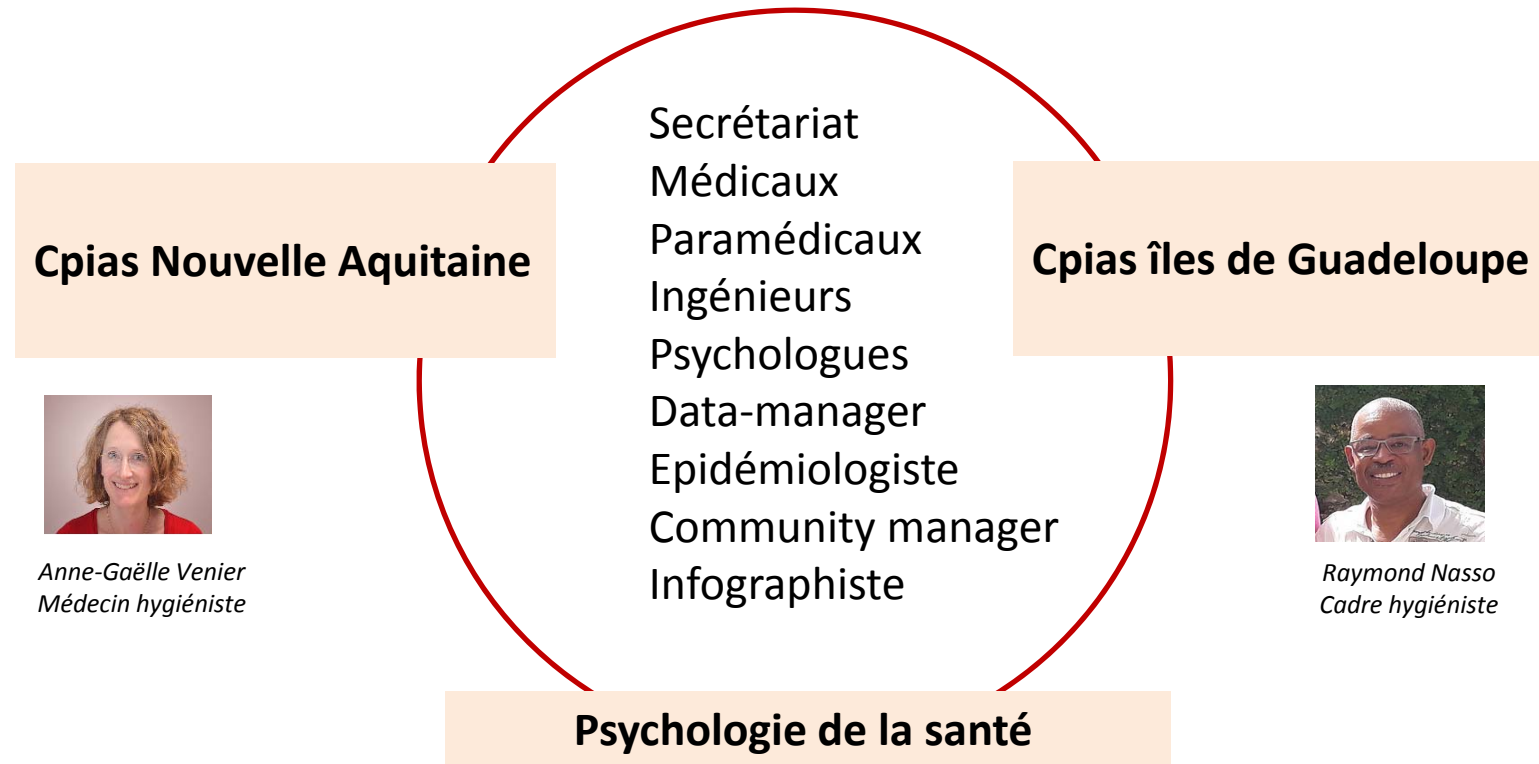 Secrétariat
Médicaux
Paramédicaux
Ingénieurs
Psychologues
Data-manager
Epidémiologiste
Community manager
Infographiste
Cpias Nouvelle Aquitaine
Cpias îles de Guadeloupe
Anne-Gaëlle Venier
Médecin hygiéniste
Raymond Nasso
Cadre hygiéniste
Psychologie de la santé